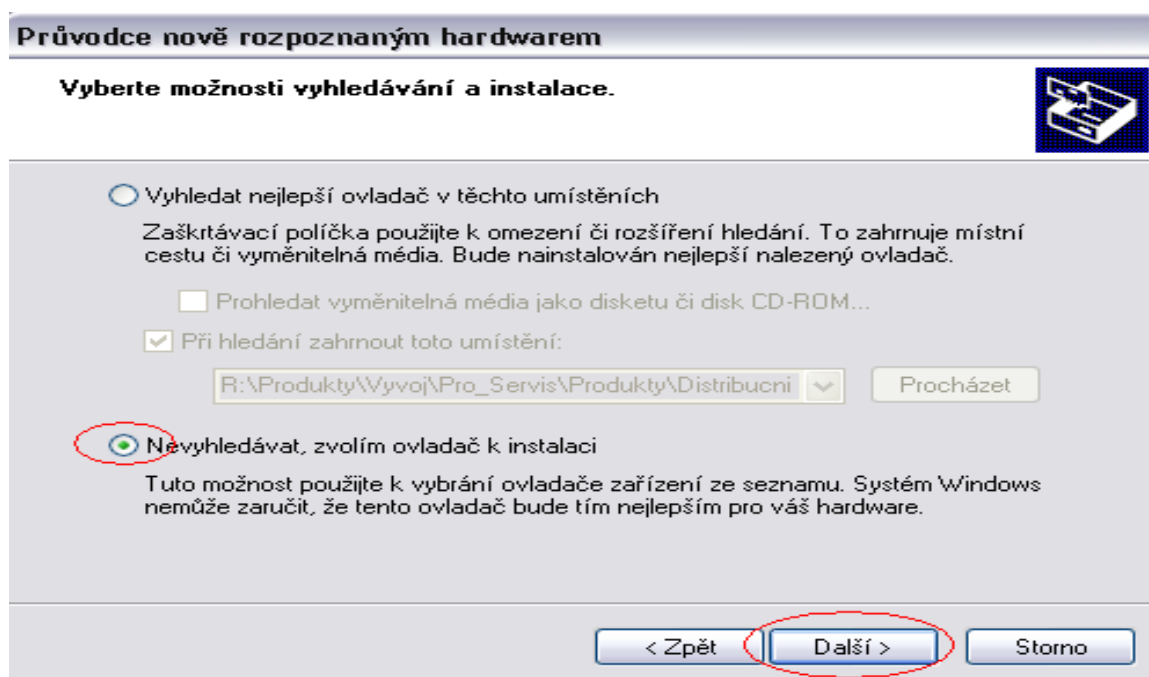 Průvodce nově rozpoznaným hardwarem
Vyberte možnosti vyhledávání a instalace.
Vyhledat nejlepší ovladač v těchto umístěních
Zaškrtávací políčka použijte k omezení či rozšíření hledání. To zahrnuje místní
cestu či vyměnitelná média. Bude nainstalován nejlepší nalezený ovladač.
Prohledat vyměnitelná média jako disketu či disk CD-ROM...
Při hledání zahrnout toto umístění:
R:\Produkty\Vyvoj\Pro_Servis\Produkty\Distribucni
Procházet
Nevyhledávat, zvolím ovladač k instalaci
Tuto možnost použijte k vybrání ovladače zařízení ze seznamu. Systém Windows
nemůže zaručit, že tento ovladač bude tím nejlepším pro váš hardware.
< Zpět
Další >
Storno